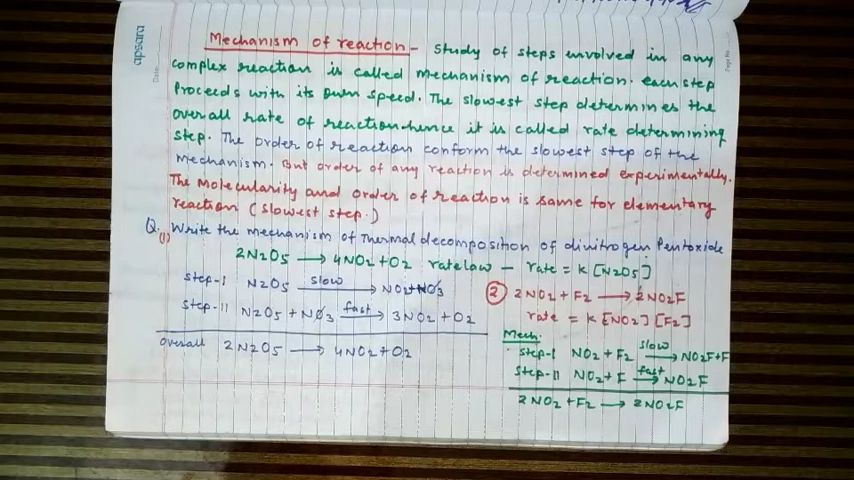 apsara
Date:
Page No.
Mechanism of reaction - Study of steps involved in any
complex reaction is called mechanism of reaction. each step
Proceeds with its own speed. The slowest step determines the
overall rate of reaction hence it is called rate determining
step. The order of reaction conform the slowest step of the
mechanism. But order of any reaction is determined experimentally.
The Molecularity and order of reaction is same for elementary
reaction (slowest step.)
Q. (1) Write the mechanism of Thermal decomposition of dinitrogen Pentoxide
2N2O5 ⟶ 4NO2 + O2 rate law - rate = K [N2O5]
Step-I N2O5 slow⟶ NO2+NO3
Step-II N2O5 + NO3 fast⟶ 3NO2 + O2
overall 2N2O5 ⟶ 4NO2 + O2
② 2NO2 + F2 ⟶ 2NO2F
rate = K [NO2] [F2]
Mech.
Step-I NO2 + F2 slow⟶ NO2F+F
Step-II NO2 + F fast⟶ NO2F
2NO2 + F2 ⟶ 2NO2F